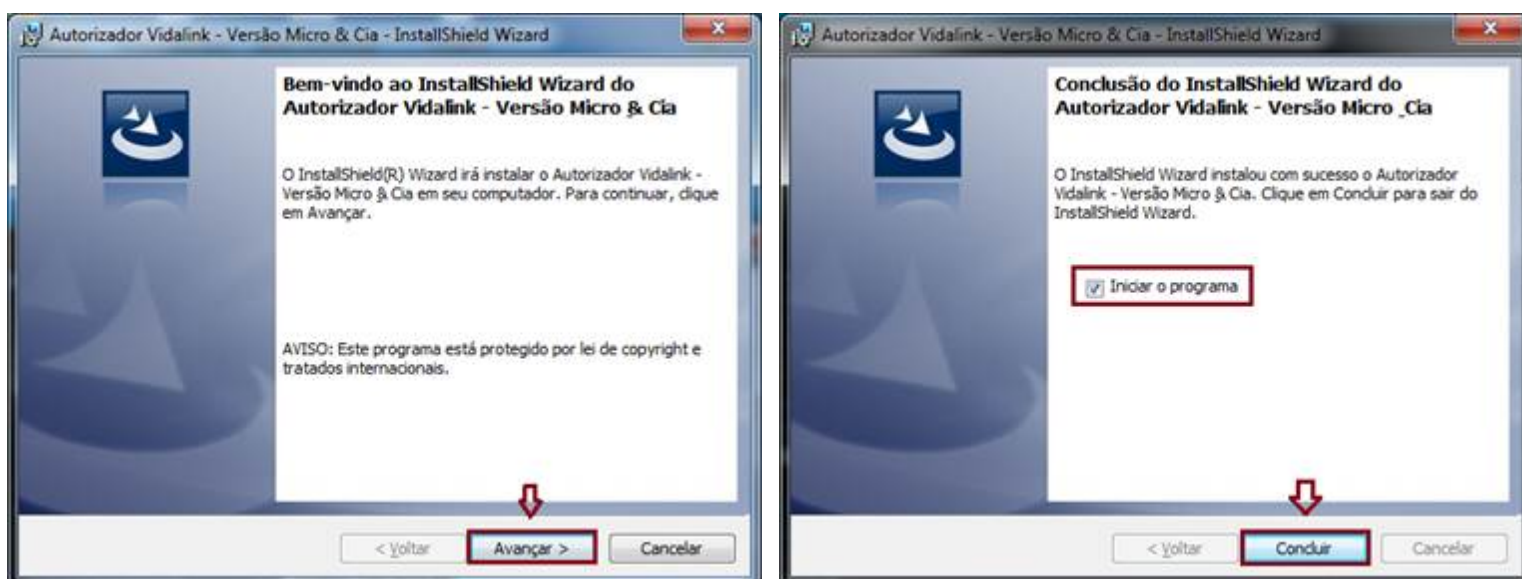 Autorizador Vidalink - Versão Micro & Cia - InstallShield Wizard
Bem-vindo ao InstallShield Wizard do
Autorizador Vidalink - Versão Micro & Cia
O InstallShield(R) Wizard irá instalar o Autorizador Vidalink -
Versão Micro & Cia em seu computador. Para continuar, clique
em Avançar.
AVISO: Este programa está protegido por lei de copyright e
tratados internacionais.
< Voltar
Avançar >
Cancelar
Autorizador Vidalink - Versão Micro & Cia - InstallShield Wizard
Conclusão do InstallShield Wizard do
Autorizador Vidalink - Versão Micro _Cia
O InstallShield Wizard instalou com sucesso o Autorizador
Vidalink - Versão Micro & Cia. Clique em Concluir para sair do
InstallShield Wizard.
Iniciar o programa
< Voltar
Concluir
Cancelar